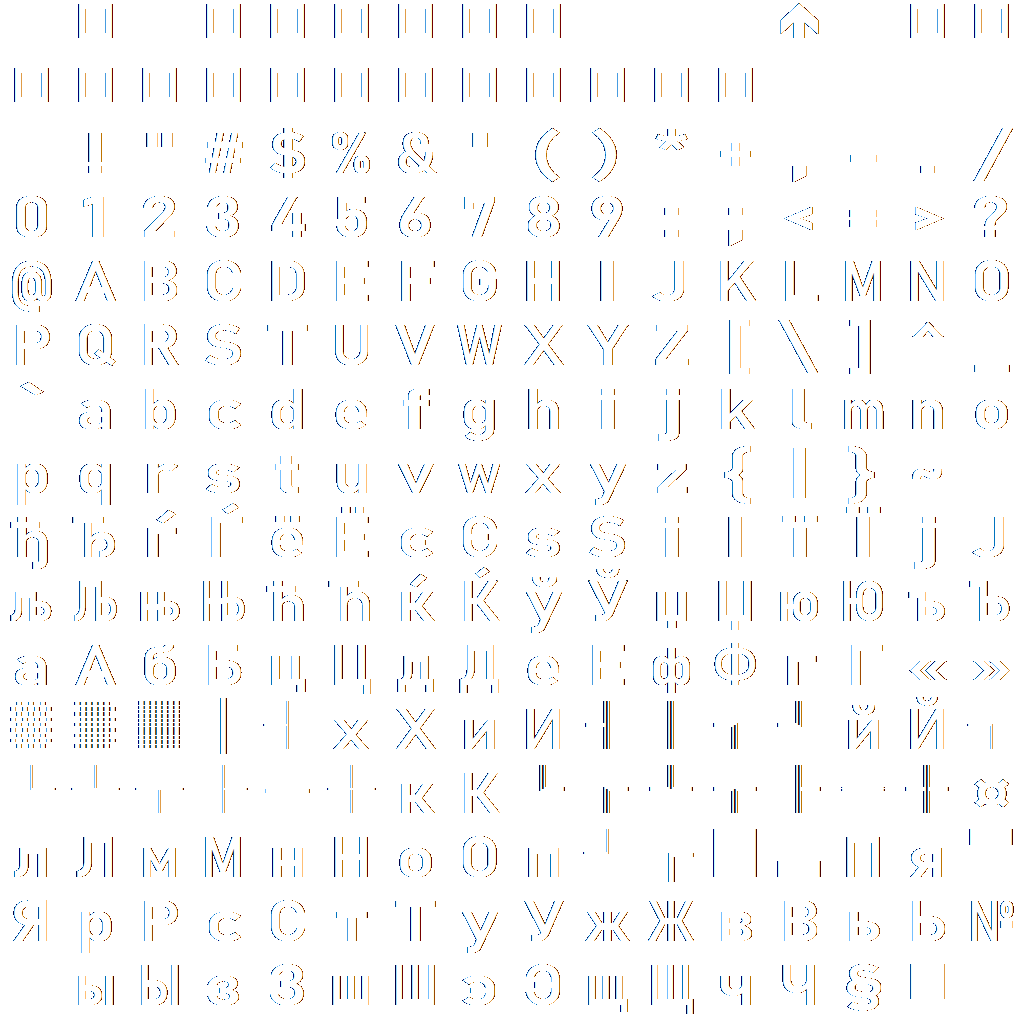 ! " # $ % & ' ( ) * + , - . /
0 1 2 3 4 5 6 7 8 9 : ; < = > ?
@ A B C D E F G H I J K L M N O
P Q R S T U V W X Y Z [ \ ] ^ _
` a b c d e f g h i j k l m n o
p q r s t u v w x y z { | } ~
ђ Ђ ѓ Ѓ ё Ё є Є ѕ Ѕ і І ї Ї ј Ј
љ Љ њ Њ ћ Ћ ќ Ќ ў Ў џ Џ ю Ю ъ Ъ
а А б Б ц Ц д Д е Е ф Ф г Г « »
░ ▒ ▓ │ ┤ х Х и И ╣ ║ ╗ ╝ й Й ┐
└ ┴ ┬ ├ ─ ┼ к К ╚ ╔ ╩ ╦ ╠ ═ ╬ ¤
л Л м М н Н о О п ┘ ┌ █ ▄ П я ▀
Я р Р с С т Т у У ж Ж в В ь Ь №
ы Ы з З ш Ш э Э щ Щ ч Ч §